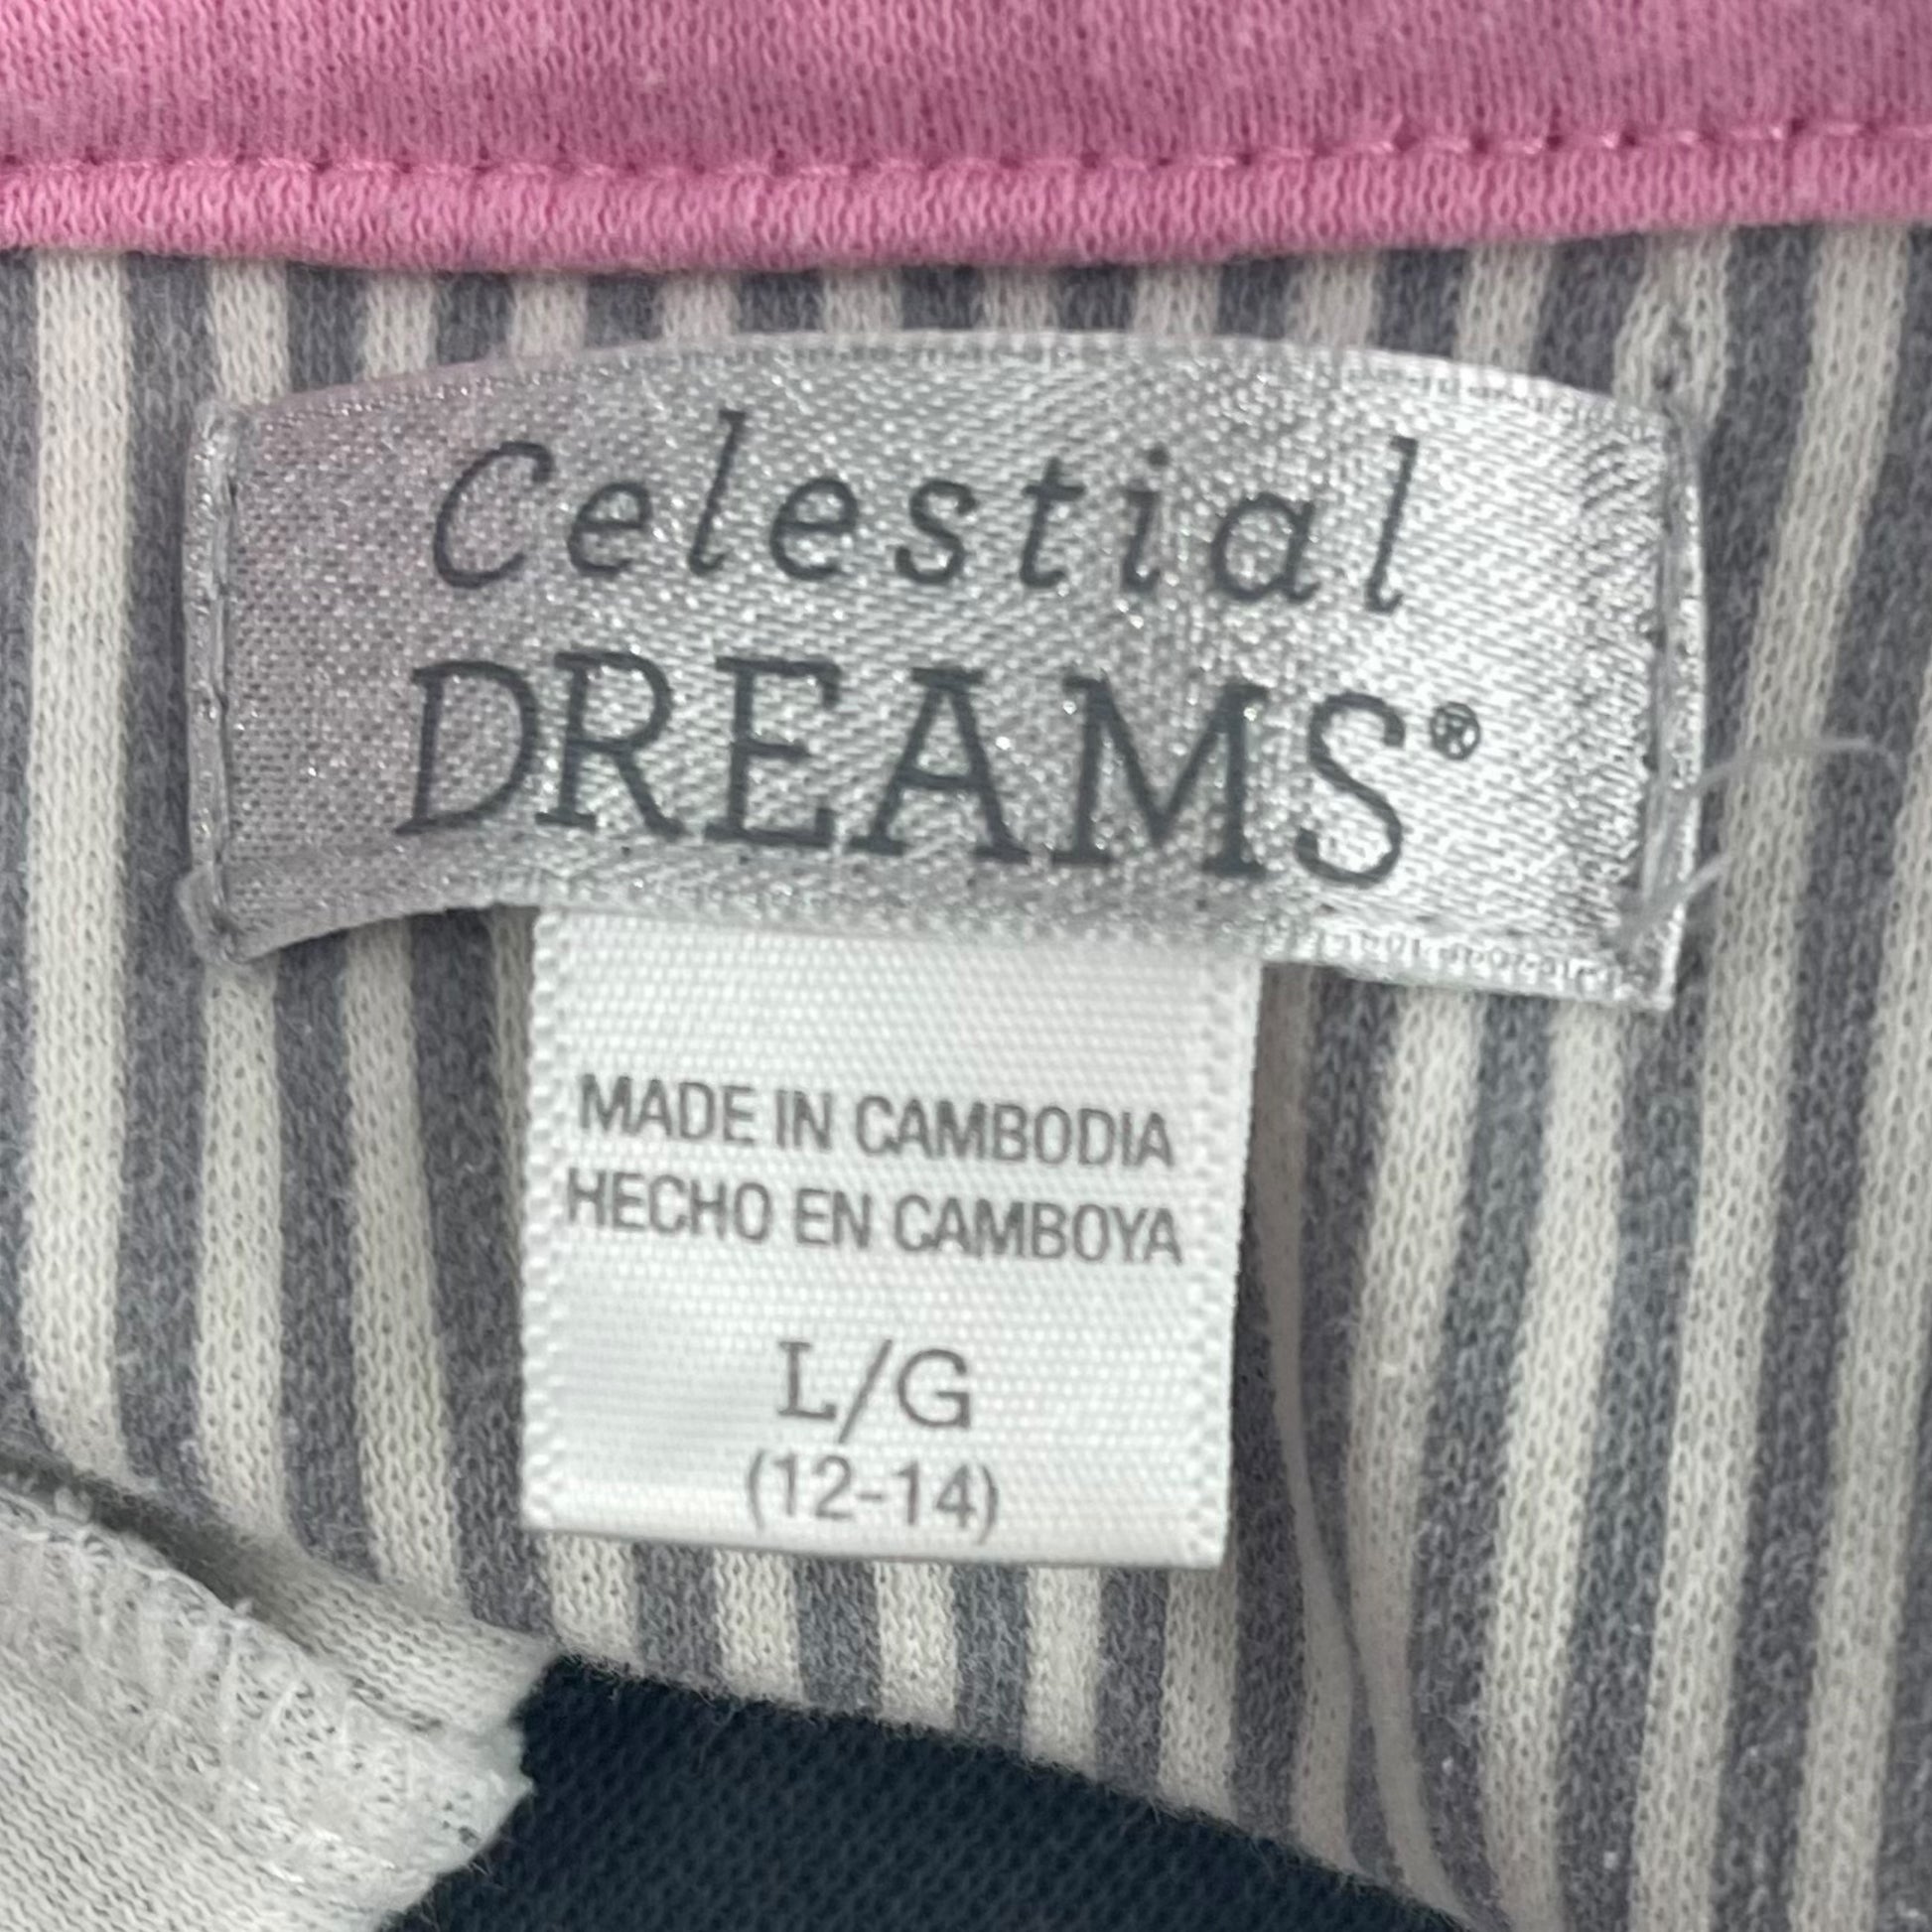 Celestial
DREAMS®
MADE IN CAMBODIA
HECHO EN CAMBOYA
L/G
(12-14)